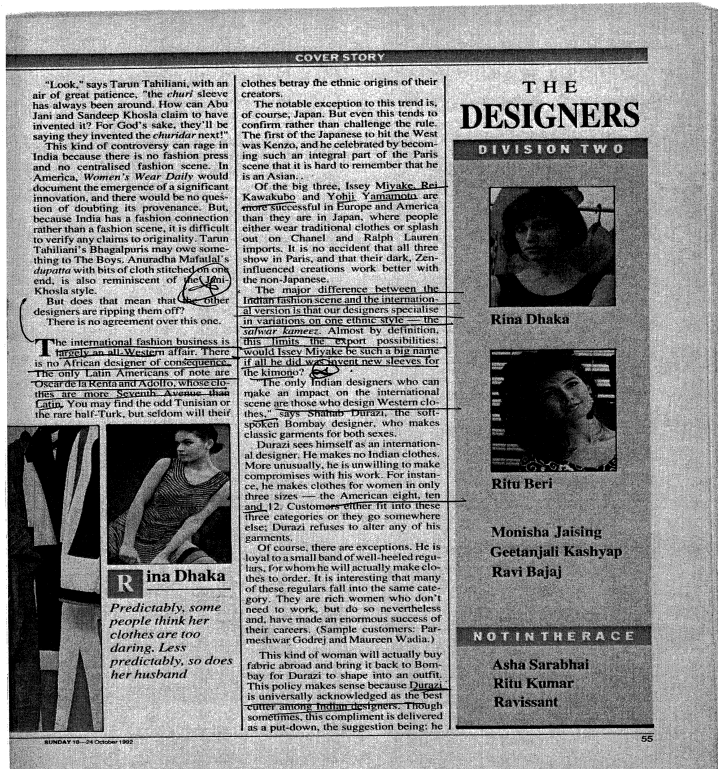 COVER STORY
"Look," says Tarun Tahiliani, with an
air of great patience, "the churi sleeve
has always been around. How can Abu
Jani and Sandeep Khosla claim to have
invented it? For God's sake, they'll be
saying they invented the churidar next!"
This kind of controversy can rage in
India because there is no fashion press
and no centralised fashion scene. In
America, Women's Wear Daily would
document the emergence of a significant
innovation, and there would be no ques-
tion of doubting its provenance. But,
because India has a fashion connection
rather than a fashion scene, it is difficult
to verify any claims to originality. Tarun
Tahiliani's Bhagalpuris may owe some-
thing to The Boys. Anuradha Mafatlal's
dupatta with bits of cloth stitched on one
end, is also reminiscent of the Jani-
Khosla style.
But does that mean that the other
designers are ripping them off?
There is no agreement over this one.
The international fashion business is
largely an all-Western affair. There
is no African designer of consequence.
The only Latin Americans of note are
Oscar de la Renta and Adolfo, whose clo-
thes are more Seventh Avenue than
Latin. You may find the odd Tunisian or
the rare half-Turk, but seldom will their
Rina Dhaka
Predictably, some
people think her
clothes are too
daring. Less
predictably, so does
her husband
clothes betray the ethnic origins of their
creators.
The notable exception to this trend is,
of course, Japan. But even this tends to
confirm rather than challenge the rule.
The first of the Japanese to hit the West
was Kenzo, and he celebrated by becom-
ing such an integral part of the Paris
scene that it is hard to remember that he
is an Asian. .
Of the big three, Issey Miyake, Rei
Kawakubo and Yohji Yamamoto are
more successful in Europe and America
than they are in Japan, where people
either wear traditional clothes or splash
out on Chanel and Ralph Lauren
imports. It is no accident that all three
show in Paris, and that their dark, Zen-
influenced creations work better with
the non-Japanese.
The major difference between the
Indian fashion scene and the internation-
al version is that our designers specialise
in variations on one ethnic style — the
salwar kameez. Almost by definition,
this limits the export possibilities:
would Issey Miyake be such a big name
if all he did was invent new sleeves for
the kimono?
"The only Indian designers who can
make an impact on the international
scene are those who design Western clo-
thes," says Shahab Durazi, the soft-
spoken Bombay designer, who makes
classic garments for both sexes.
Durazi sees himself as an internation-
al designer. He makes no Indian clothes.
More unusually, he is unwilling to make
compromises with his work. For instan-
ce, he makes clothes for women in only
three sizes — the American eight, ten
and 12. Customers either fit into these
three categories or they go somewhere
else; Durazi refuses to alter any of his
garments.
Of course, there are exceptions. He is
loyal to a small band of well-heeled regu-
lars, for whom he will actually make clo-
thes to order. It is interesting that many
of these regulars fall into the same cate-
gory. They are rich women who don't
need to work, but do so nevertheless
and, have made an enormous success of
their careers. (Sample customers: Par-
meshwar Godrej and Maureen Wadia.)
This kind of woman will actually buy
fabric abroad and bring it back to Bom-
bay for Durazi to shape into an outfit.
This policy makes sense because Durazi
is universally acknowledged as the best
cutter among Indian designers. Though
sometimes, this compliment is delivered
as a put-down, the suggestion being: he
THE
DESIGNERS
DIVISION TWO
Rina Dhaka
Ritu Beri
Monisha Jaising
Geetanjali Kashyap
Ravi Bajaj
NOT IN THE RACE
Asha Sarabhai
Ritu Kumar
Ravissant
SUNDAY 18—24 October 1992
55